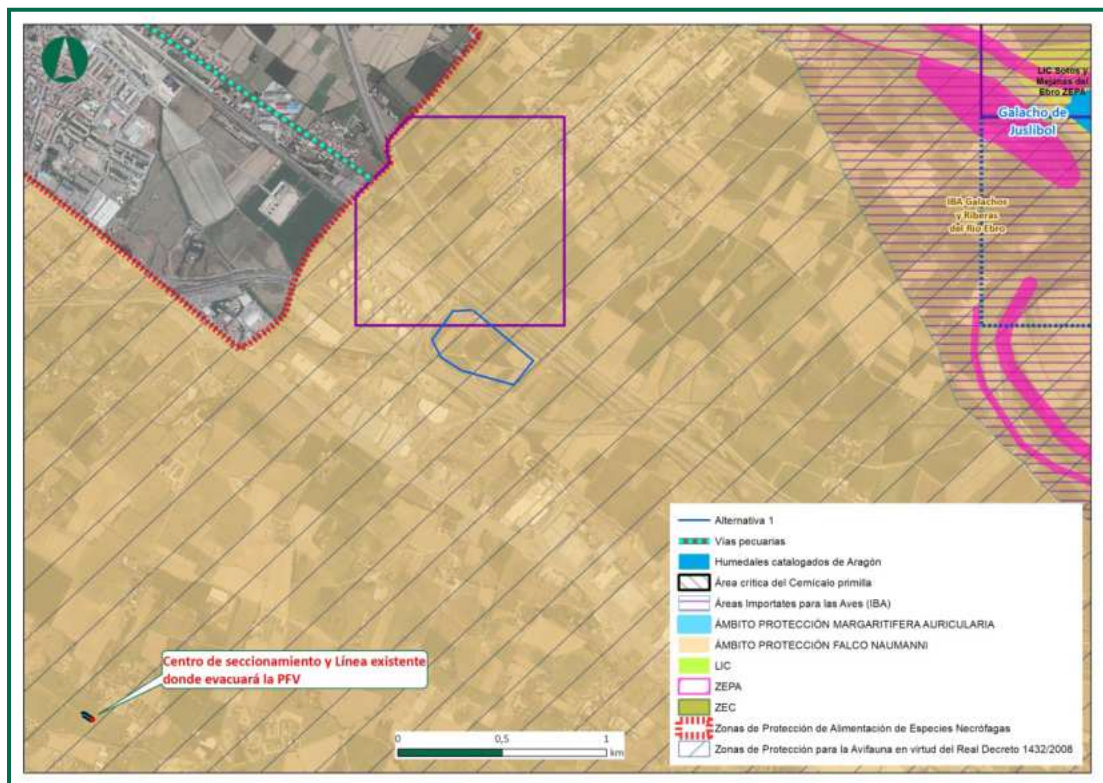 LIC Sotos y
Mejanas del
Ebro ZEPA
Galacho de
Juslibol
IBA Galachos
y Riberas
del Río Ebro
Alternativa 1
Vías pecuarias
Humedales catalogados de Aragón
Área crítica del Cernícalo primilla
Áreas Importates para las Aves (IBA)
ÁMBITO PROTECCIÓN MARGARITIFERA AURICULARIA
ÁMBITO PROTECCIÓN FALCO NAUMANNI
LIC
ZEPA
ZEC
Zonas de Protección de Alimentación de Especies Necrófagas
Zonas de Protección para la Avifauna en virtud del Real Decreto 1432/2008
Centro de seccionamiento y Línea existente
donde evacuará la PFV
0 0,5 1
km